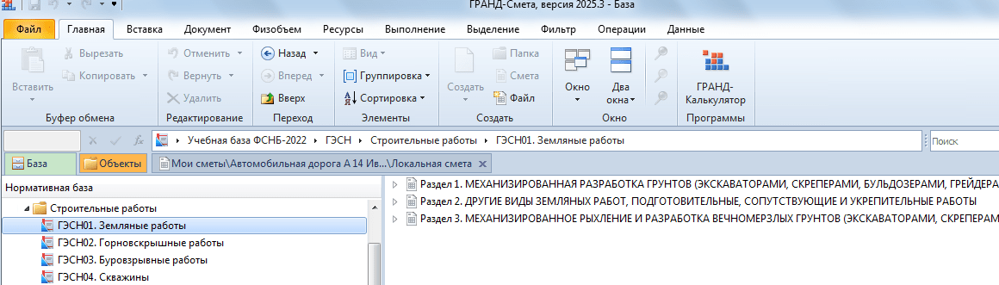 ГРАНД-Смета, версия 2025.3 - База
Файл Главная Вставка Документ Физобъем Ресурсы Выполнение Выделение Фильтр Операции Данные
Вставить
Вырезать
Копировать
Буфер обмена
Отменить
Вернуть
Удалить
Редактирование
Назад
Вперед
Вверх
Переход
Вид
Группировка
Сортировка
Элементы
Создать
Папка
Смета
Файл
Создать
Окно
Два окна
Окно
ГРАНД-
Калькулятор
Программы
fx
Учебная база ФСНБ-2022 ГЭСН Строительные работы ГЭСН01. Земляные работы
Поиск
База Объекты Мои сметы\Автомобильная дорога А 14 Ив...\Локальная смета
Нормативная база
Строительные работы
ГЭСН01. Земляные работы
ГЭСН02. Горновскрышные работы
ГЭСН03. Буровзрывные работы
ГЭСН04. Скважины
Раздел 1. МЕХАНИЗИРОВАННАЯ РАЗРАБОТКА ГРУНТОВ (ЭКСКАВАТОРАМИ, СКРЕПЕРАМИ, БУЛЬДОЗЕРАМИ, ГРЕЙДЕРА
Раздел 2. ДРУГИЕ ВИДЫ ЗЕМЛЯНЫХ РАБОТ, ПОДГОТОВИТЕЛЬНЫЕ, СОПУТСТВУЮЩИЕ И УКРЕПИТЕЛЬНЫЕ РАБОТЫ
Раздел 3. МЕХАНИЗИРОВАННОЕ РЫХЛЕНИЕ И РАЗРАБОТКА ВЕЧНОМЕРЗЛЫХ ГРУНТОВ (ЭКСКАВАТОРАМИ, СКРЕПЕРАМ